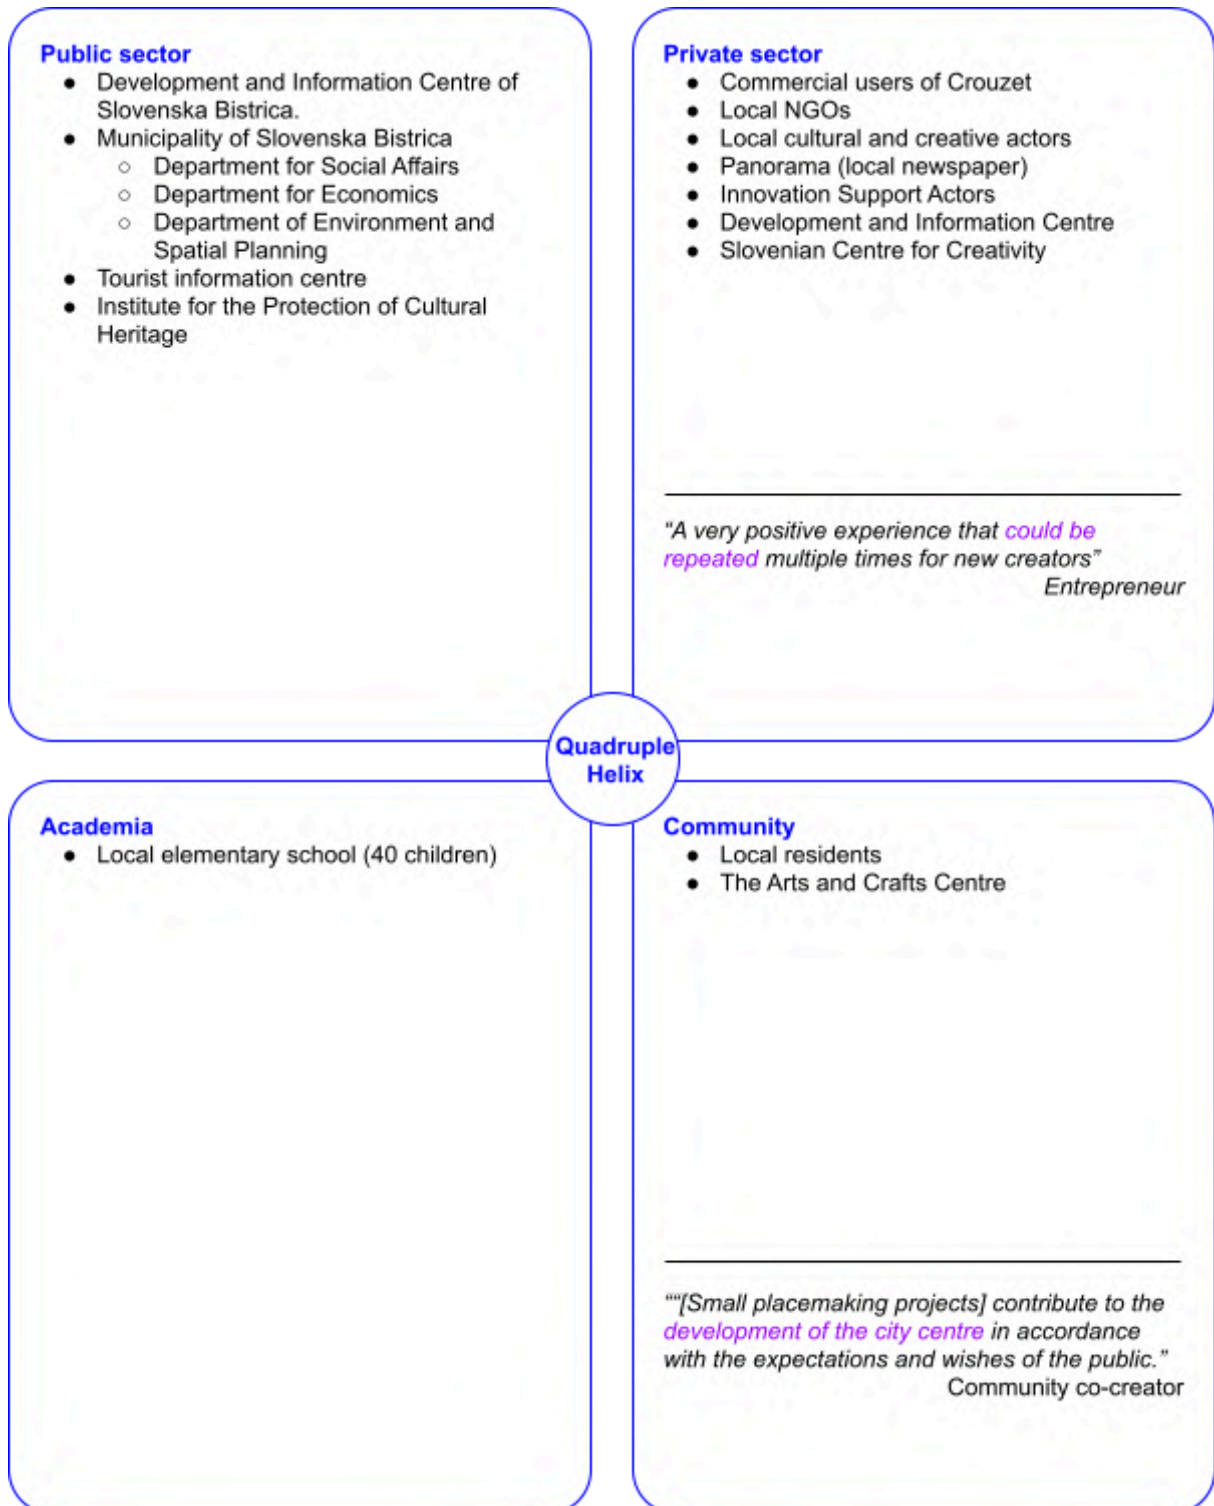 Public sector
● Development and Information Centre of
Slovenska Bistrica.
● Municipality of Slovenska Bistrica
○ Department for Social Affairs
○ Department for Economics
○ Department of Environment and
Spatial Planning
● Tourist information centre
● Institute for the Protection of Cultural
Heritage
Private sector
● Commercial users of Crouzet
● Local NGOs
● Local cultural and creative actors
● Panorama (local newspaper)
● Innovation Support Actors
● Development and Information Centre
● Slovenian Centre for Creativity
“A very positive experience that could be
repeated multiple times for new creators”
Entrepreneur
Quadruple
Helix
Academia
● Local elementary school (40 children)
Community
● Local residents
● The Arts and Crafts Centre
““[Small placemaking projects] contribute to the
development of the city centre in accordance
with the expectations and wishes of the public.”
Community co-creator